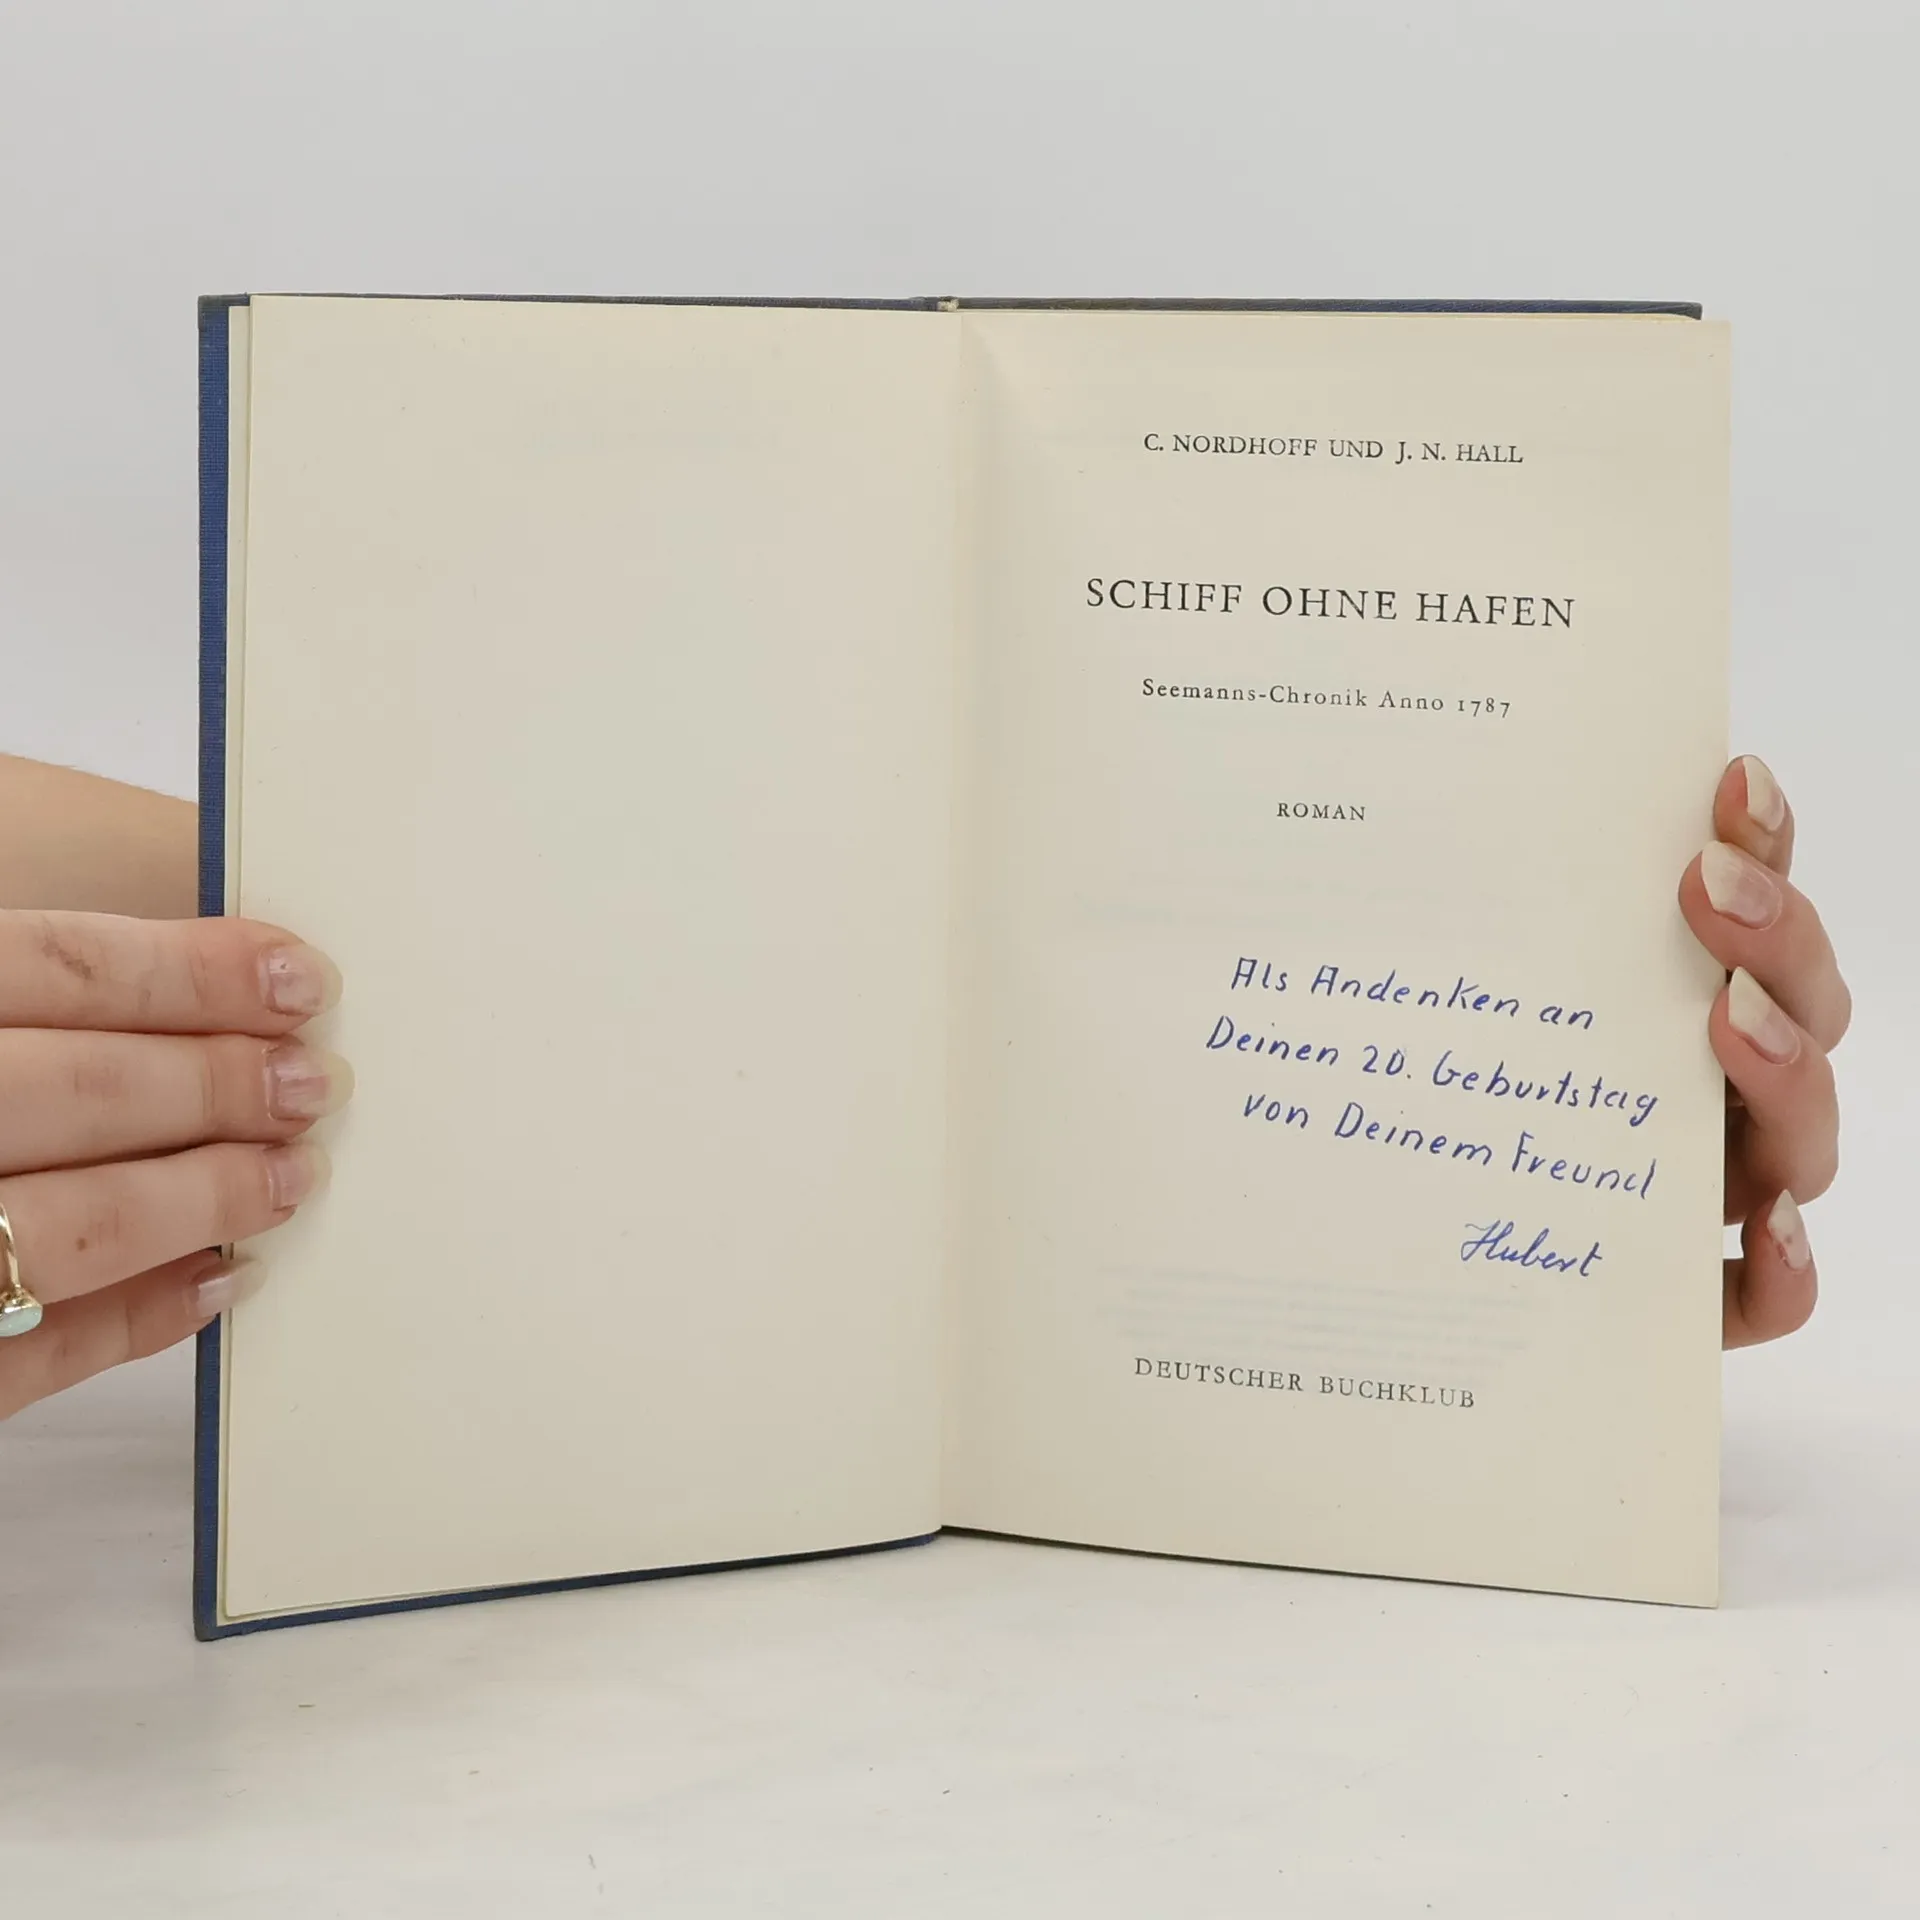 C. NORDHOFF UND J. N. HALL
SCHIFF OHNE HAFEN
Seemanns-Chronik Anno 1787
ROMAN
Als Andenken an
Deinen 20. Geburtstag
von Deinem Freund
Hubert
DEUTSCHER BUCHKLUB